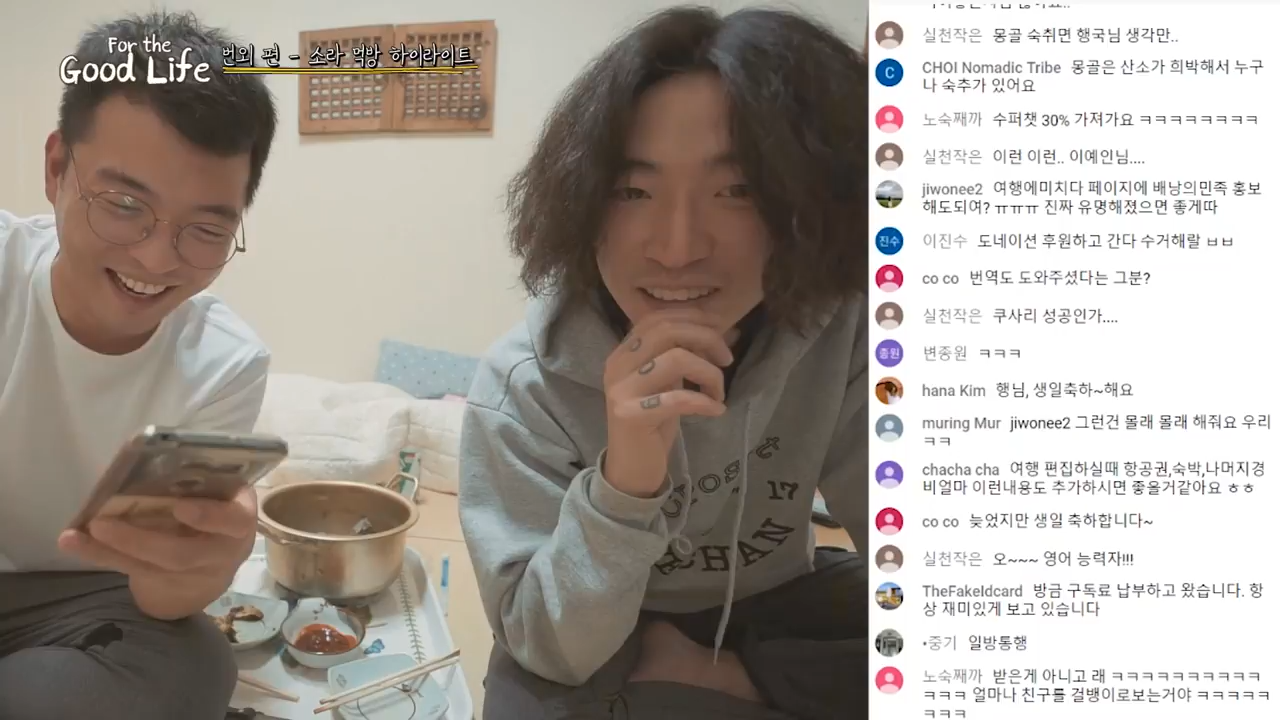 For the
Good Life
번외 편 - 소라 먹방 하이라이트
17
실천작은 몽골 숙취면 행국님 생각만..
CHOI Nomadic Tribe 몽골은 산소가 희박해서 누구
나 숙추가 있어요
노숙째까 수퍼챗 30% 가져가요 ㅋㅋㅋㅋㅋㅋㅋㅋ
실천작은 이런 이런.. 이예인님....
jiwonee2 여행에미치다 페이지에 배낭의민족 홍보
해도되여? ㅠㅠㅠ 진짜 유명해졌으면 좋게따
진수 이진수 도네이션 후원하고 간다 수거해랄 ㅂㅂ
co co 번역도 도와주셨다는 그분?
실천작은 쿠사리 성공인가....
종원 변종원 ㅋㅋㅋ
hana Kim 행님, 생일축하~해요
muring Mur jiwonee2 그런건 몰래 몰래 해줘요 우리
ㅋㅋ
chacha cha 여행 편집하실때 항공권,숙박,나머지경
비얼마 이런내용도 추가하시면 좋을거같아요 ㅎㅎ
co co 늦었지만 생일 축하합니다~
실천작은 오~~~ 영어 능력자!!!
TheFakeIdcard 방금 구독료 납부하고 왔습니다. 항
상 재미있게 보고 있습니다
•중기 일방통행
노숙째까 받은게 아니고 래 ㅋㅋㅋㅋㅋㅋㅋㅋㅋㅋ
ㅋㅋㅋ 얼마나 친구를 걸뱅이로보는거야 ㅋㅋㅋㅋㅋ
ㅋㅋㅋ